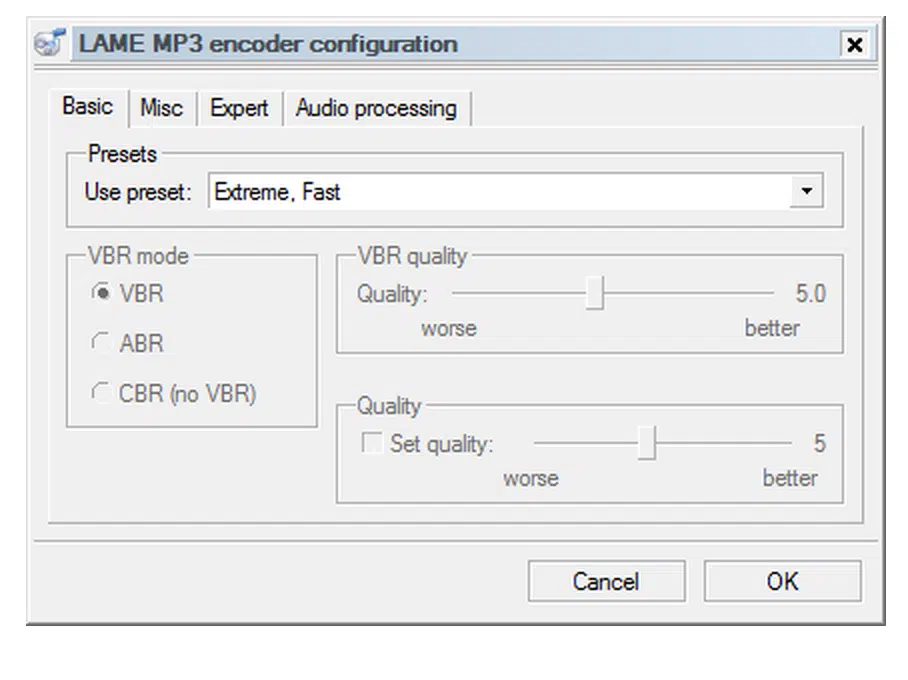 LAME MP3 encoder configuration
Basic Misc Expert Audio processing
Presets
Use preset: Extreme, Fast
VBR mode
VBR
ABR
CBR (no VBR)
VBR quality
Quality: 5.0
worse better
Quality
Set quality: 5
worse better
Cancel OK